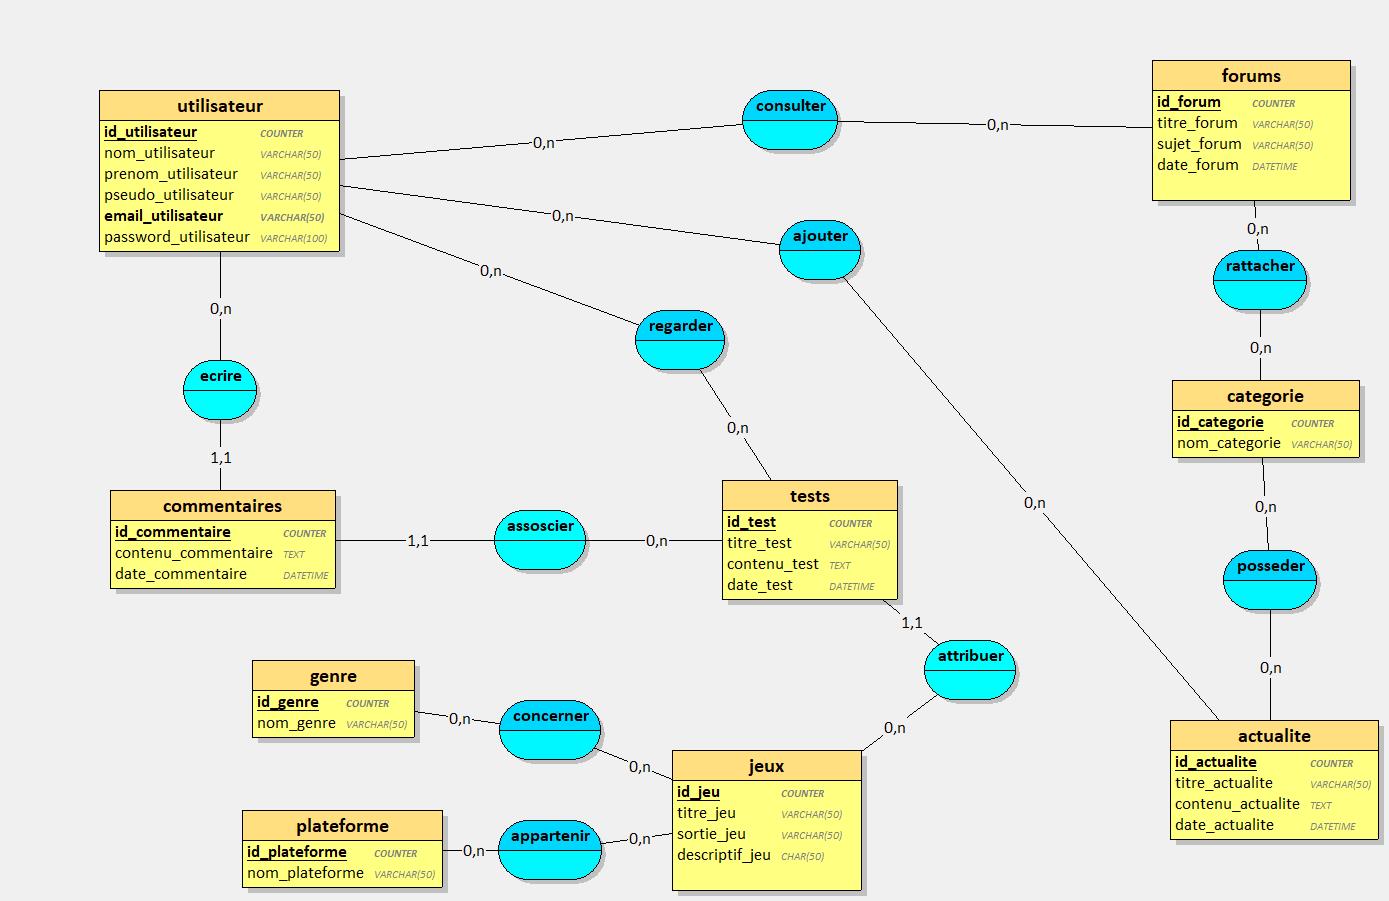 utilisateur
id_utilisateur COUNTER
nom_utilisateur VARCHAR(50)
prenom_utilisateur VARCHAR(50)
pseudo_utilisateur VARCHAR(50)
email_utilisateur VARCHAR(50)
password_utilisateur VARCHAR(100)
0,n
consulter
0,n
forums
id_forum COUNTER
titre_forum VARCHAR(50)
sujet_forum VARCHAR(50)
date_forum DATETIME
0,n
ajouter
0,n
0,n
regarder
0,n
0,n
rattacher
0,n
0,n
ecrire
1,1
categorie
id_categorie COUNTER
nom_categorie VARCHAR(50)
0,n
posseder
0,n
commentaires
id_commentaire COUNTER
contenu_commentaire TEXT
date_commentaire DATETIME
1,1
assoscier
0,n
tests
id_test COUNTER
titre_test VARCHAR(50)
contenu_test TEXT
date_test DATETIME
1,1
attribuer
0,n
genre
id_genre COUNTER
nom_genre VARCHAR(50)
0,n
concerner
0,n
jeux
id_jeu COUNTER
titre_jeu VARCHAR(50)
sortie_jeu VARCHAR(50)
descriptif_jeu CHAR(50)
plateforme
id_plateforme COUNTER
nom_plateforme VARCHAR(50)
0,n
appartenir
0,n
actualite
id_actualite COUNTER
titre_actualite VARCHAR(50)
contenu_actualite TEXT
date_actualite DATETIME